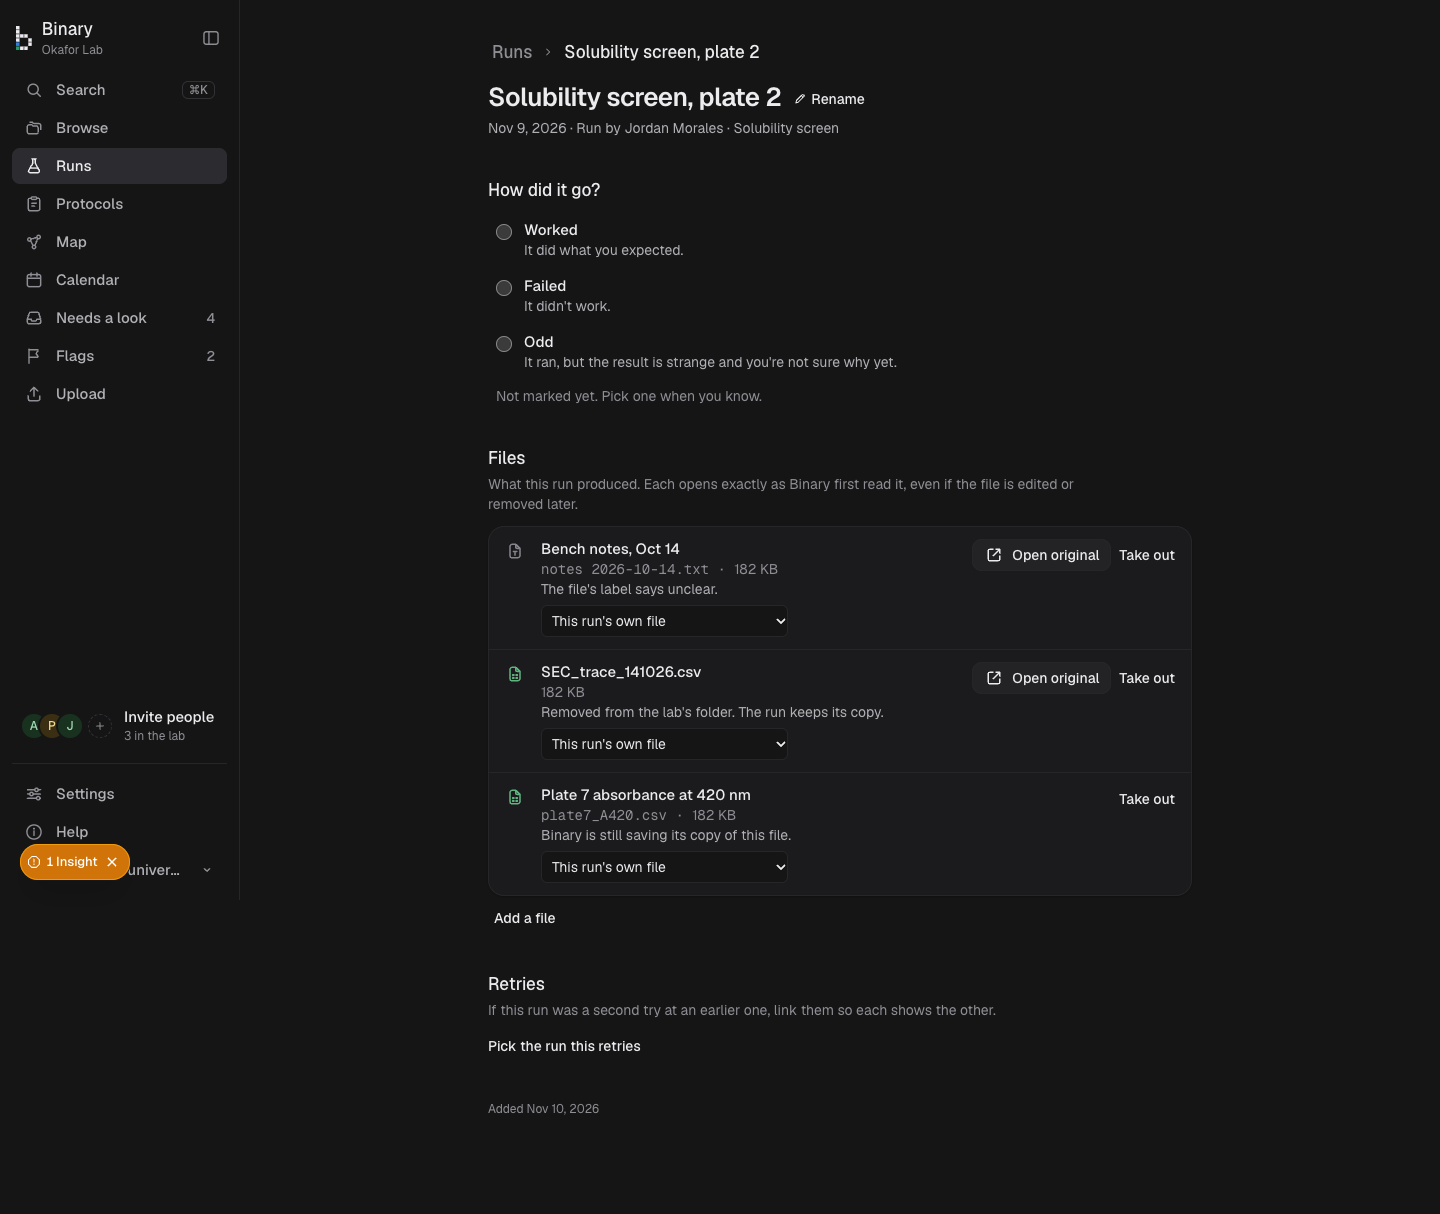 Binary
Okafor Lab
Search
⌘K
Browse
Runs
Protocols
Map
Calendar
Needs a look 4
Flags 2
Upload
A P J +
Invite people
3 in the lab
Settings
Help
1 Insight
univer...
Runs > Solubility screen, plate 2
Solubility screen, plate 2
Rename
Nov 9, 2026 · Run by Jordan Morales · Solubility screen
How did it go?
Worked
It did what you expected.
Failed
It didn't work.
Odd
It ran, but the result is strange and you're not sure why yet.
Not marked yet. Pick one when you know.
Files
What this run produced. Each opens exactly as Binary first read it, even if the file is edited or
removed later.
Bench notes, Oct 14
notes 2026-10-14.txt · 182 KB
The file's label says unclear.
This run's own file
Open original
Take out
SEC_trace_141026.csv
182 KB
Removed from the lab's folder. The run keeps its copy.
This run's own file
Open original
Take out
Plate 7 absorbance at 420 nm
plate7_A420.csv · 182 KB
Binary is still saving its copy of this file.
This run's own file
Take out
Add a file
Retries
If this run was a second try at an earlier one, link them so each shows the other.
Pick the run this retries
Added Nov 10, 2026